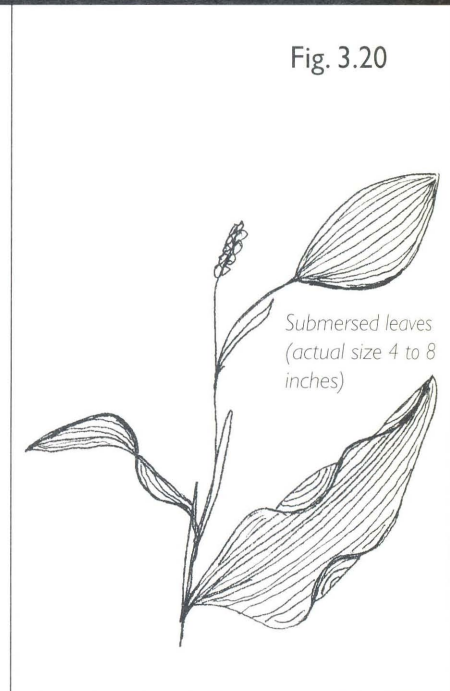 Fig. 3.20
Submersed leaves
(actual size 4 to 8
inches)